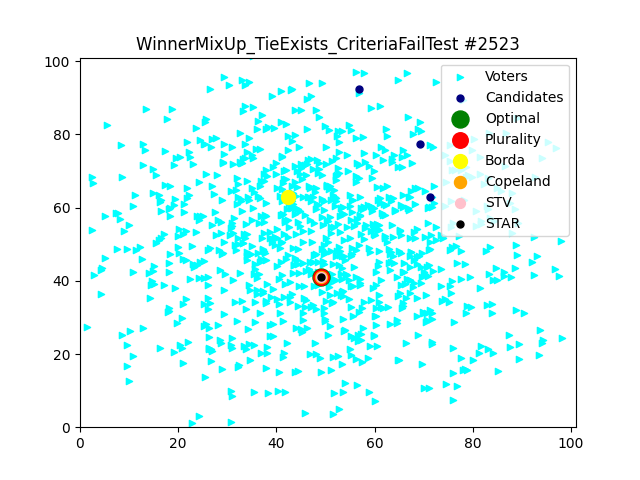 WinnerMixUp_TieExists_CriteriaFailTest #2523
Voters
Candidates
Optimal
Plurality
Borda
Copeland
STV
STAR
100
80
60
40
20
0
0 20 40 60 80 100